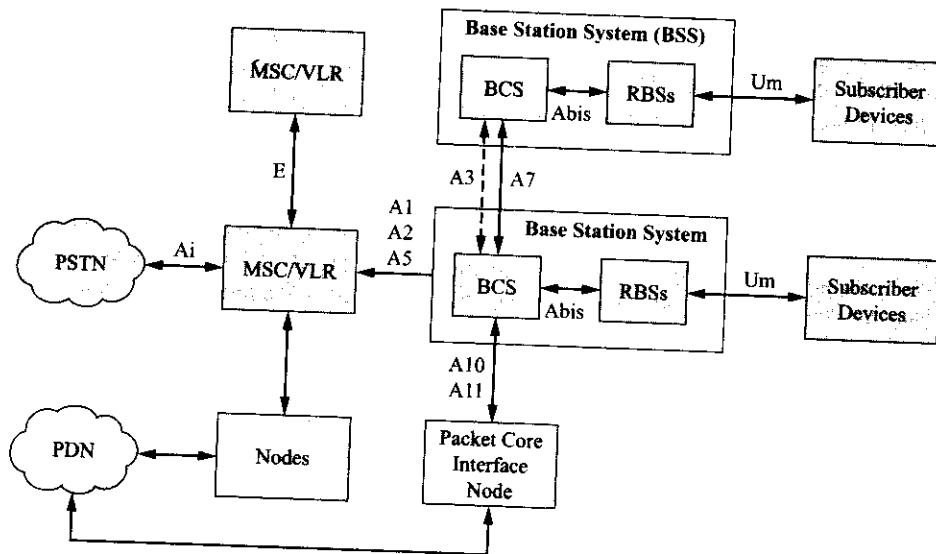 Base Station System (BSS)
MSC/VLR
BCS
Abis
RBSs
Um
Subscriber
Devices
E
A3
A7
A1
A2
A5
Base Station System
PSTN
Ai
MSC/VLR
BCS
Abis
RBSs
Um
Subscriber
Devices
A10
A11
PDN
Nodes
Packet Core
Interface
Node